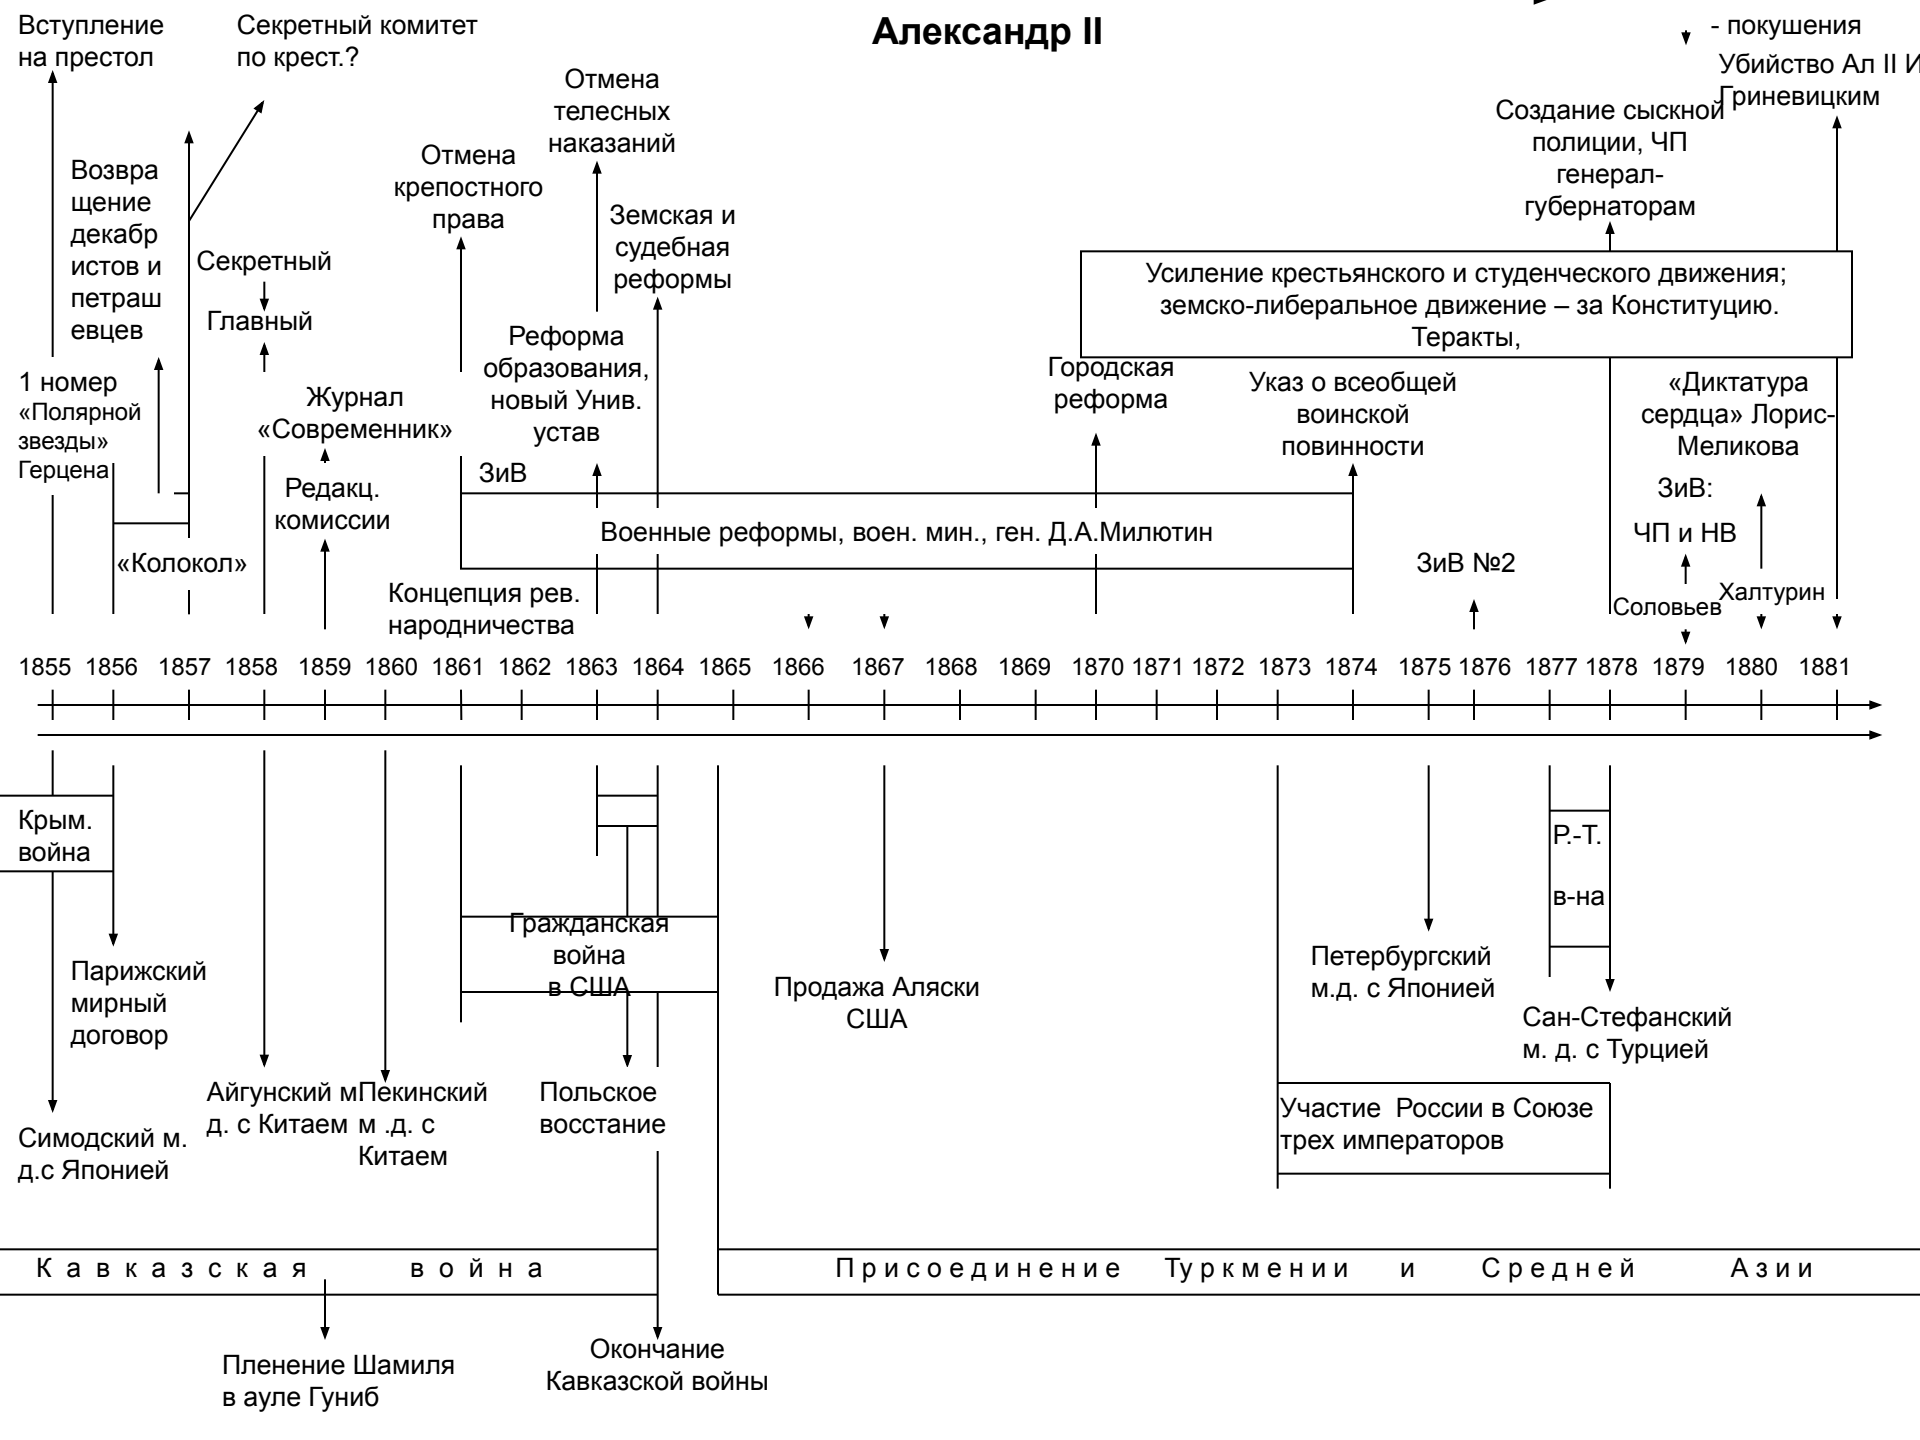 Александр II
Вступление
на престол
Секретный комитет
по крест.?
- покушения
Убийство Ал II И
Гриневицким
Отмена
телесных
наказаний
Создание сыскной
полиции, ЧП
генерал-
губернаторам
Возвра
щение
декабр
истов и
петраш
евцев
Отмена
крепостного
права
Земская и
судебная
реформы
Секретный
Главный
Усиление крестьянского и студенческого движения;
земско-либеральное движение – за Конституцию.
Теракты,
Реформа
образования,
новый Унив.
устав
1 номер
«Полярной
звезды»
Герцена
Журнал
«Современник»
Городская
реформа
Указ о всеобщей
воинской
повинности
«Диктатура
сердца» Лорис-
Меликова
ЗиВ
Редакц.
комиссии
ЗиВ:
ЧП и НВ
Военные реформы, воен. мин., ген. Д.А.Милютин
«Колокол»
ЗиВ №2
Концепция рев.
народничества
Соловьев
Халтурин
1855 1856 1857 1858 1859 1860 1861 1862 1863 1864 1865 1866 1867 1868 1869 1870 1871 1872 1873 1874 1875 1876 1877 1878 1879 1880 1881
Крым.
война
Р.-Т.
в-на
Гражданская
война
в США
Парижский
мирный
договор
Продажа Аляски
США
Петербургский
м.д. с Японией
Сан-Стефанский
м. д. с Турцией
Симодский м.
д.с Японией
Айгунский м
д. с Китаем
Пекинский
м .д. с
Китаем
Польское
восстание
Участие России в Союзе
трех императоров
Кавказская война
Присоединение Туркмении и Средней Азии
Пленение Шамиля
в ауле Гуниб
Окончание
Кавказской войны